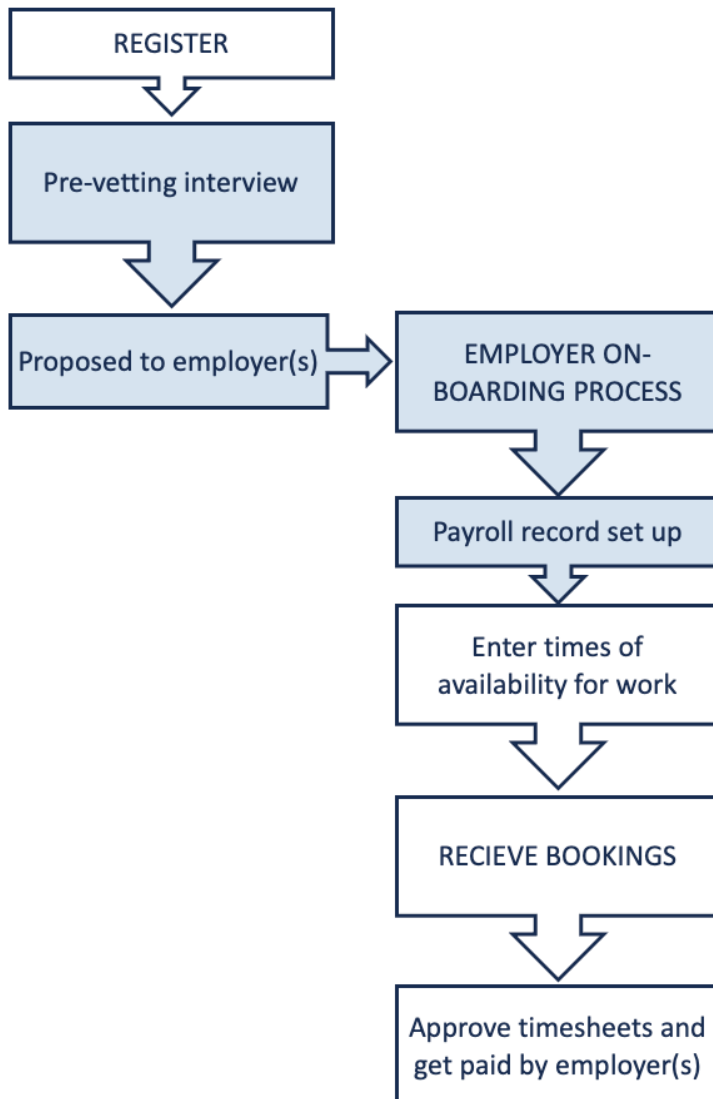 REGISTER
Pre-vetting interview
Proposed to employer(s)
EMPLOYER ON-
BOARDING PROCESS
Payroll record set up
Enter times of
availability for work
RECIEVE BOOKINGS
Approve timesheets and
get paid by employer(s)